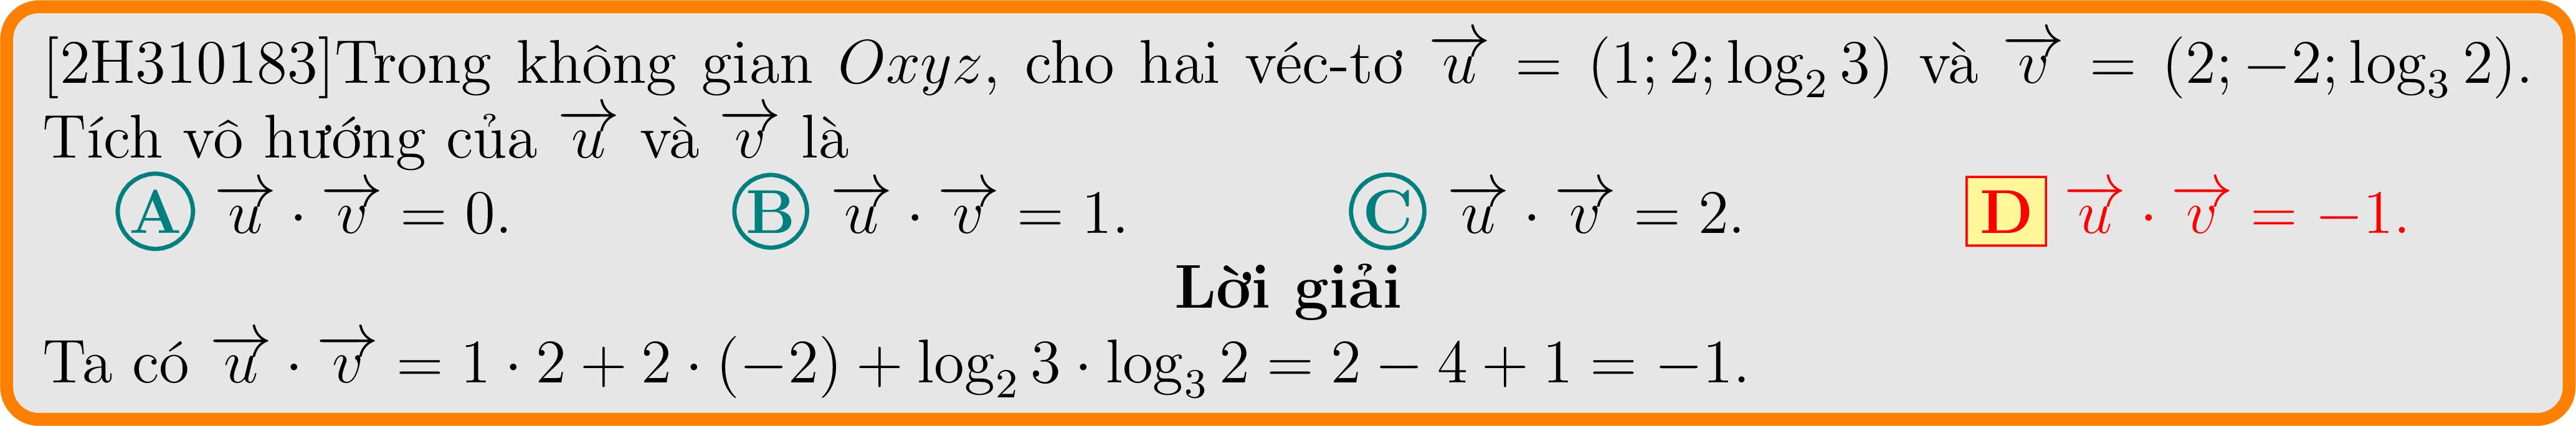 [2H310183]Trong không gian Oxyz, cho hai véc-tơ $\overrightarrow{u} = (1; 2; \log_2 3)$ và $\overrightarrow{v} = (2; -2; \log_3 2)$.
Tích vô hướng của $\overrightarrow{u}$ và $\overrightarrow{v}$ là
A $\overrightarrow{u} \cdot \overrightarrow{v} = 0.$ B $\overrightarrow{u} \cdot \overrightarrow{v} = 1.$ C $\overrightarrow{u} \cdot \overrightarrow{v} = 2.$ D $\overrightarrow{u} \cdot \overrightarrow{v} = -1.$
Lời giải
Ta có $\overrightarrow{u} \cdot \overrightarrow{v} = 1 \cdot 2 + 2 \cdot (-2) + \log_2 3 \cdot \log_3 2 = 2 - 4 + 1 = -1.$